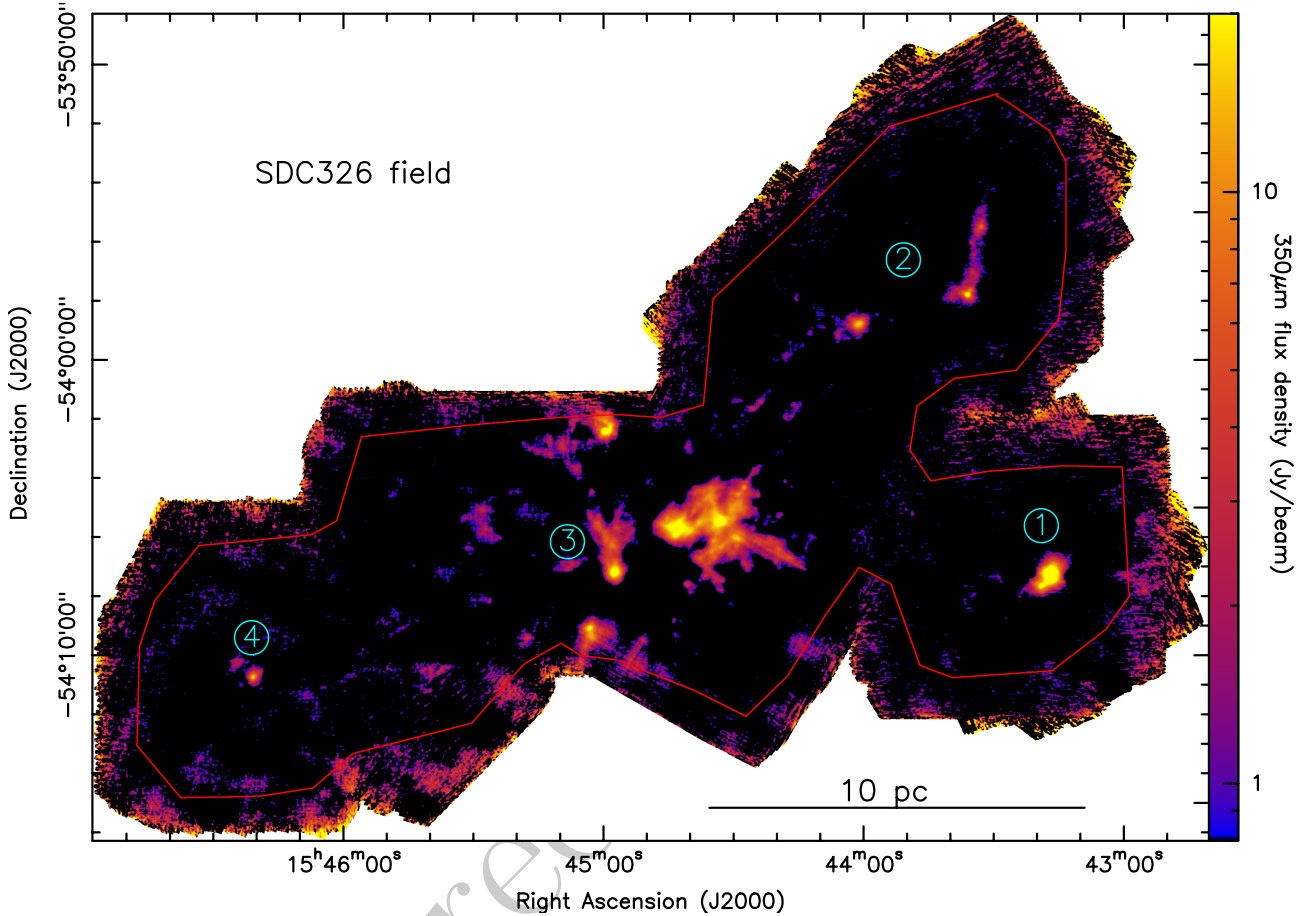 SDC326 field
−53°50'00"
−54°00'00"
−54°10'00"
Declination (J2000)
①
②
③
④
10 pc
15ʰ46ᵐ00ˢ
45ᵐ00ˢ
44ᵐ00ˢ
43ᵐ00ˢ
Right Ascension (J2000)
10
1
350μm flux density (Jy/beam)